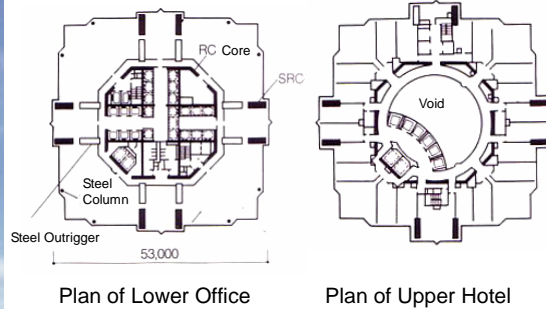 RC Core
SRC
Void
Steel
Column
Steel Outrigger
53,000
Plan of Lower Office
Plan of Upper Hotel